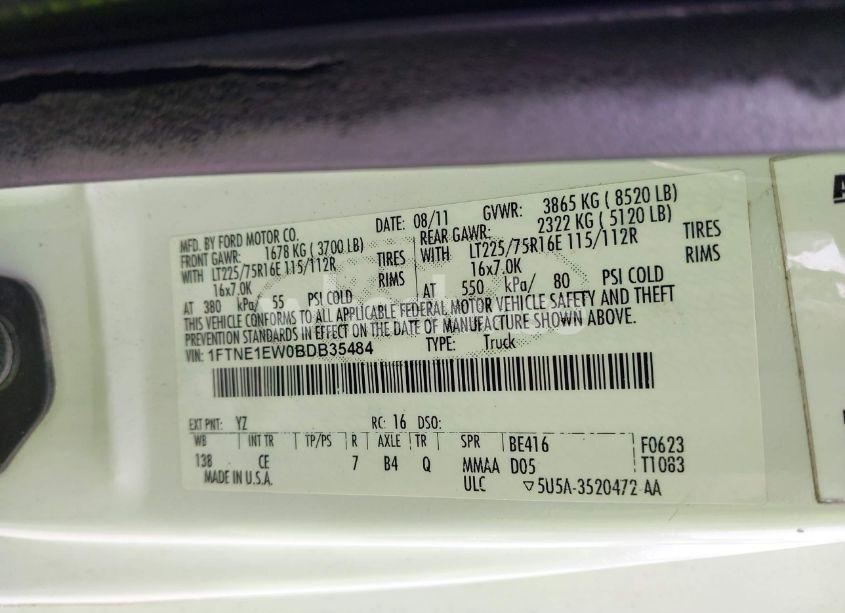 MFD. BY FORD MOTOR CO. DATE: 08/11 GVWR: 3865 KG ( 8520 LB)
FRONT GAWR: 1678 KG ( 3700 LB) REAR GAWR: 2322 KG ( 5120 LB)
WITH LT225/75R16E 115/112R TIRES WITH LT225/75R16E 115/112R TIRES
16x7.0K RIMS 16x7.0K RIMS
AT 380 kPa/ 55 PSI COLD AT 550 kPa/ 80 PSI COLD
THIS VEHICLE CONFORMS TO ALL APPLICABLE FEDERAL MOTOR VEHICLE SAFETY AND THEFT
PREVENTION STANDARDS IN EFFECT ON THE DATE OF MANUFACTURE SHOWN ABOVE.
VIN: 1FTNE1EW0BDB35484 TYPE: Truck
EXT PNT: YZ RC: 16 DSO:
WB INT TR TP/PS R AXLE TR SPR BE416 F0623
138 CE 7 B4 Q MMAA D05 T1083
MADE IN U.S.A. ULC ▽5U5A-3520472 AA